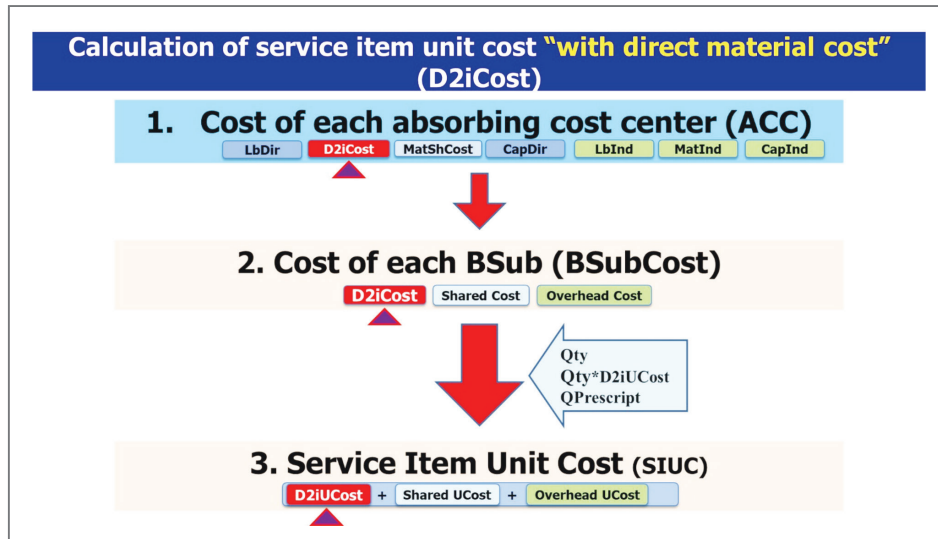 Calculation of service item unit cost “with direct material cost”
(D2iCost)
1. Cost of each absorbing cost center (ACC)
LbDir D2iCost MatShCost CapDir LbInd MatInd CapInd
2. Cost of each BSub (BSubCost)
D2iCost Shared Cost Overhead Cost
Qty
Qty*D2iUCost
QPrescript
3. Service Item Unit Cost (SIUC)
D2iUCost + Shared UCost + Overhead UCost